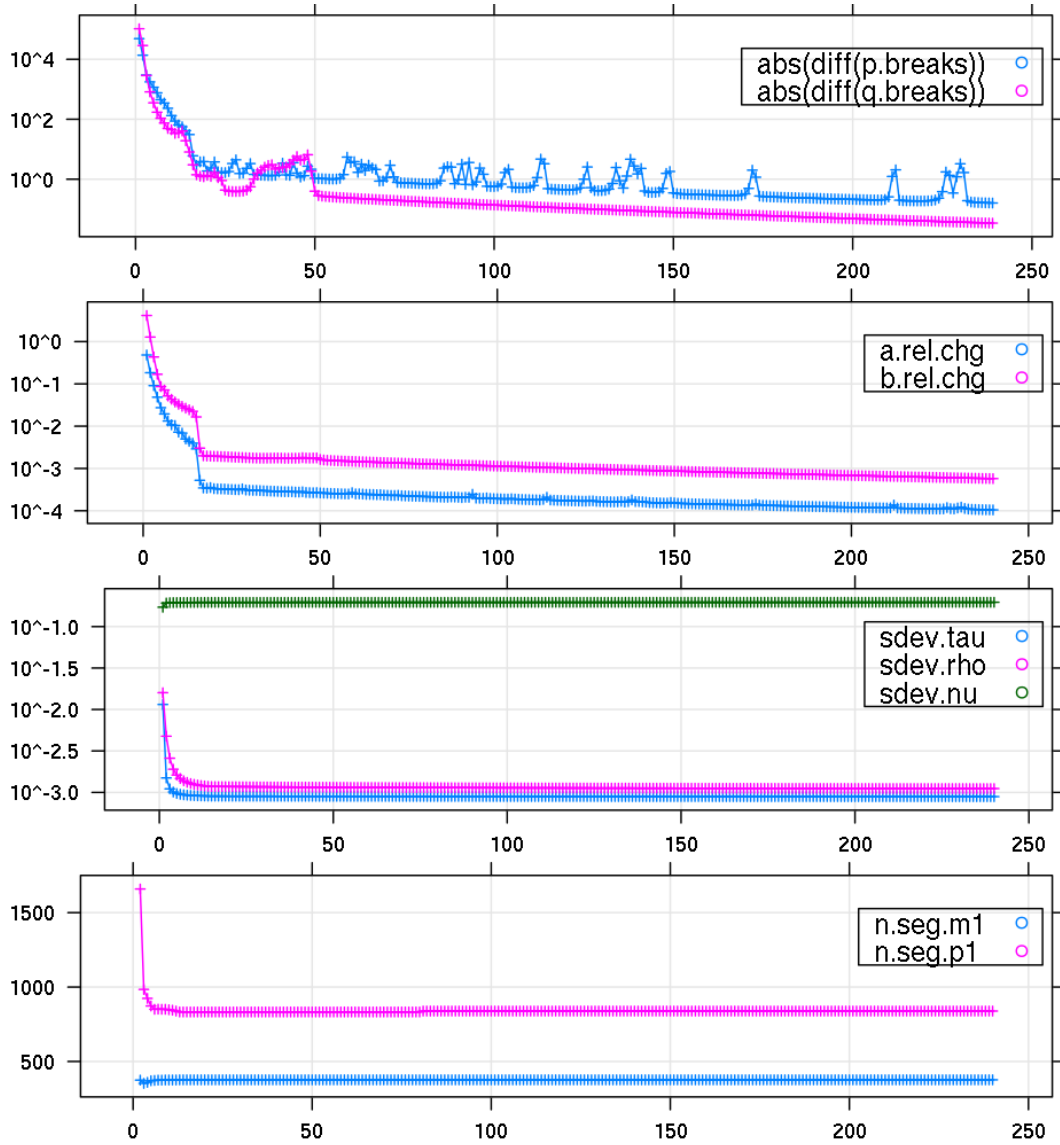 10^4
10^2
10^0
abs(diff(p.breaks))
abs(diff(q.breaks))
0 50 100 150 200 250
10^0
10^-1
10^-2
10^-3
10^-4
a.rel.chg
b.rel.chg
0 50 100 150 200 250
10^-1.0
10^-1.5
10^-2.0
10^-2.5
10^-3.0
sdev.tau
sdev.rho
sdev.nu
0 50 100 150 200 250
1500
1000
500
n.seg.m1
n.seg.p1
0 50 100 150 200 250